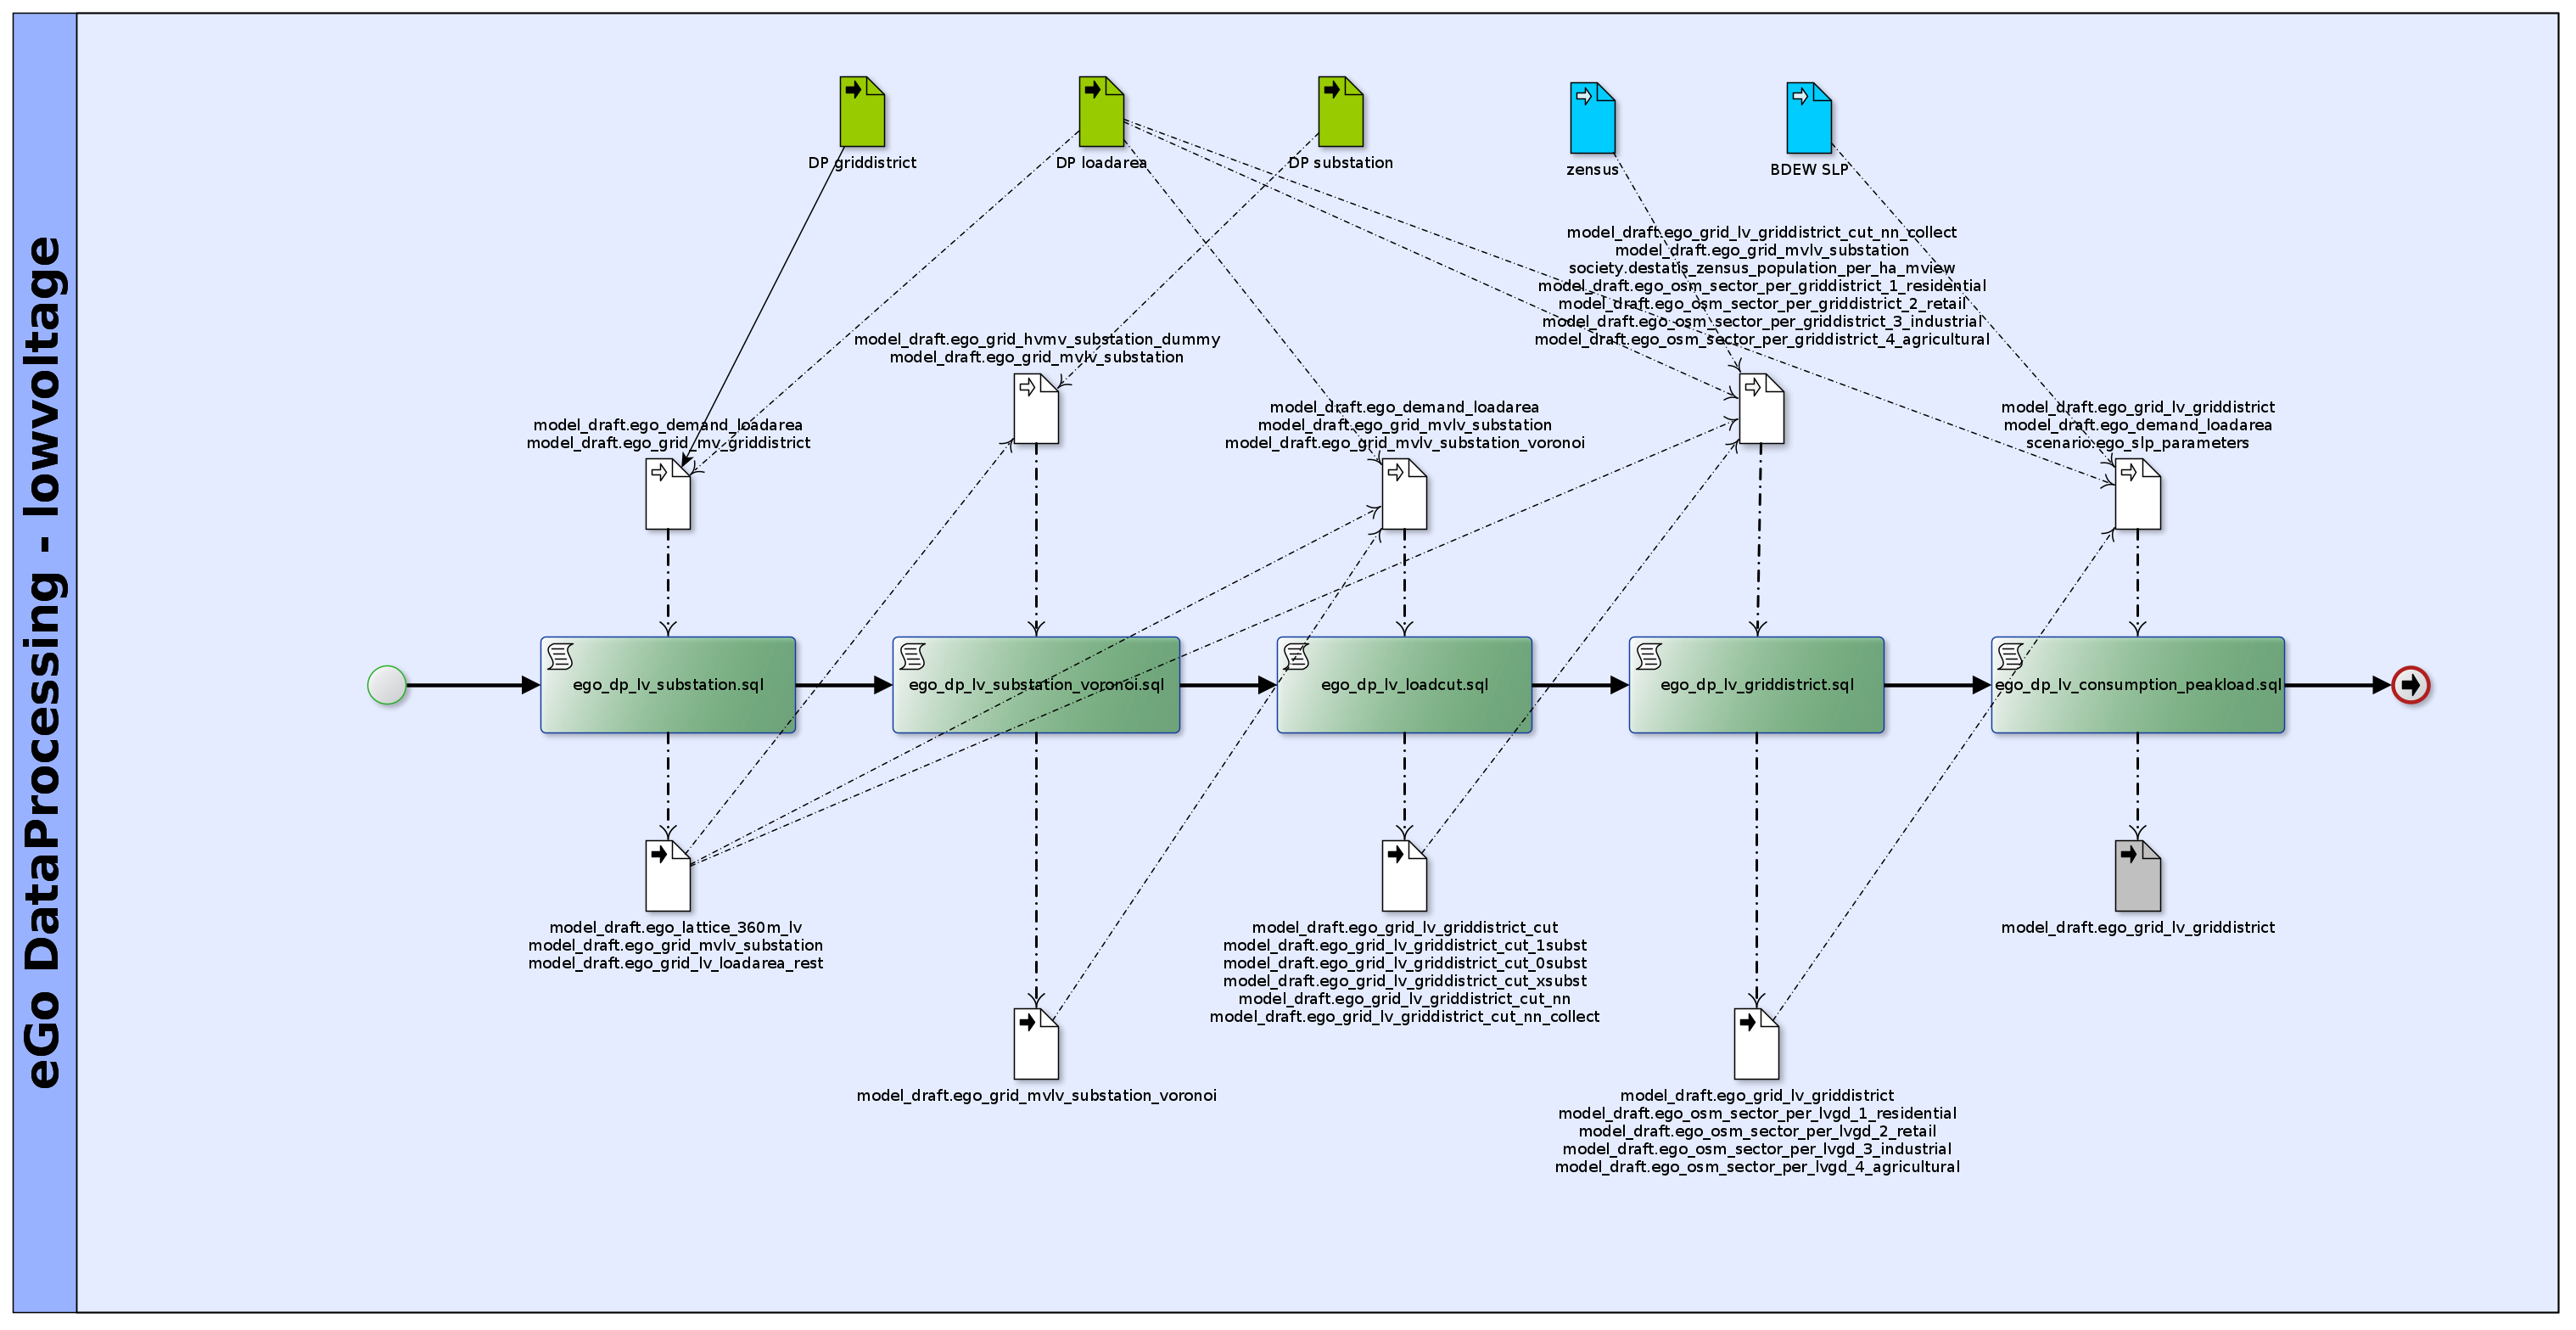 eGo DataProcessing - lowvoltage
DP griddistrict
DP loadarea
DP substation
zensus
BDEW SLP
model_draft.ego_grid_lv_griddistrict_cut_nn_collect
model_draft.ego_grid_mvlv_substation
society.destatis_zensus_population_per_ha_mview
model_draft.ego_osm_sector_per_griddistrict_1_residential
model_draft.ego_osm_sector_per_griddistrict_2_retail
model_draft.ego_osm_sector_per_griddistrict_3_industrial
model_draft.ego_osm_sector_per_griddistrict_4_agricultural
model_draft.ego_grid_hvmv_substation_dummy
model_draft.ego_grid_mvlv_substation
model_draft.ego_demand_loadarea
model_draft.ego_grid_mv_griddistrict
model_draft.ego_demand_loadarea
model_draft.ego_grid_mvlv_substation
model_draft.ego_grid_mvlv_substation_voronoi
model_draft.ego_grid_lv_griddistrict
model_draft.ego_demand_loadarea
scenario.ego_slp_parameters
ego_dp_lv_substation.sql
ego_dp_lv_substation_voronoi.sql
ego_dp_lv_loadcut.sql
ego_dp_lv_griddistrict.sql
ego_dp_lv_consumption_peakload.sql
model_draft.ego_lattice_360m_lv
model_draft.ego_grid_mvlv_substation
model_draft.ego_grid_lv_loadarea_rest
model_draft.ego_grid_mvlv_substation_voronoi
model_draft.ego_grid_lv_griddistrict_cut
model_draft.ego_grid_lv_griddistrict_cut_1subst
model_draft.ego_grid_lv_griddistrict_cut_0subst
model_draft.ego_grid_lv_griddistrict_cut_xsubst
model_draft.ego_grid_lv_griddistrict_cut_nn
model_draft.ego_grid_lv_griddistrict_cut_nn_collect
model_draft.ego_grid_lv_griddistrict
model_draft.ego_osm_sector_per_lvgd_1_residential
model_draft.ego_osm_sector_per_lvgd_2_retail
model_draft.ego_osm_sector_per_lvgd_3_industrial
model_draft.ego_osm_sector_per_lvgd_4_agricultural
model_draft.ego_grid_lv_griddistrict